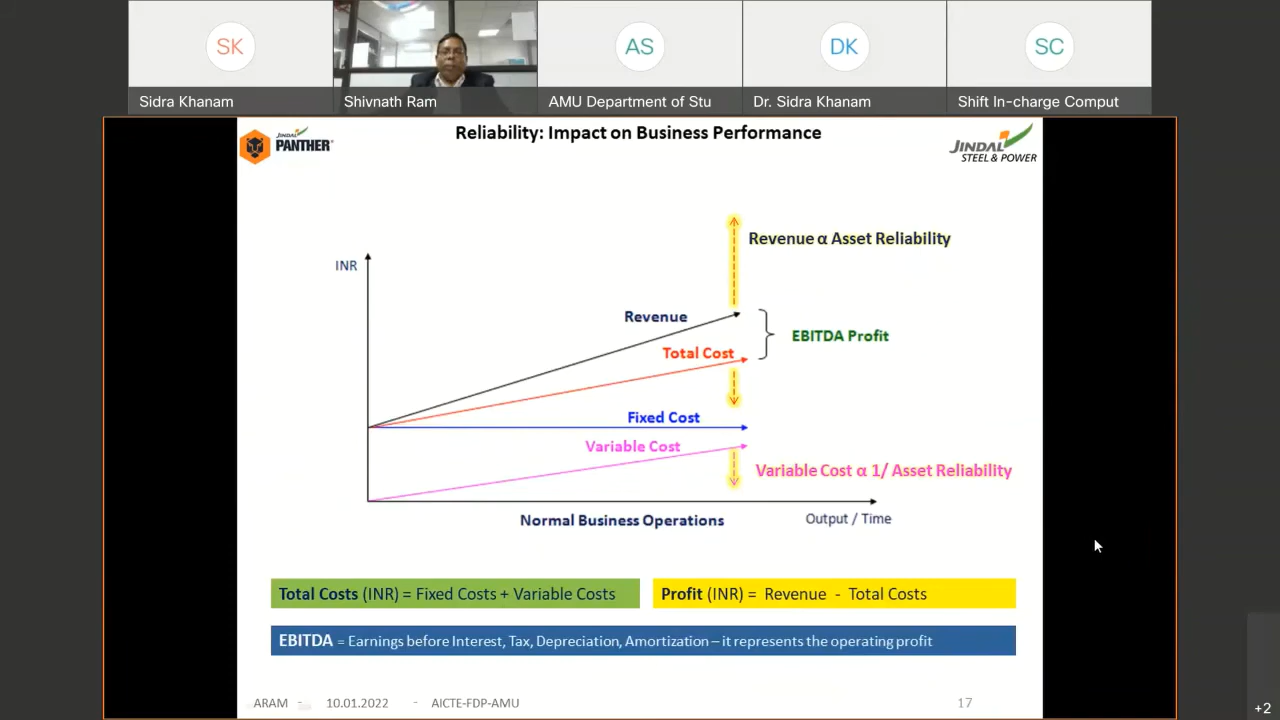 SK
AS
DK
SC
Sidra Khanam
Shivnath Ram
AMU Department of Stu
Dr. Sidra Khanam
Shift In-charge Comput
JINDAL
PANTHER
Reliability: Impact on Business Performance
JINDAL
STEEL & POWER
Revenue α Asset Reliability
INR
Revenue
EBITDA Profit
Total Cost
Fixed Cost
Variable Cost
Variable Cost α 1/ Asset Reliability
Normal Business Operations
Output / Time
Total Costs (INR) = Fixed Costs + Variable Costs
Profit (INR) = Revenue - Total Costs
EBITDA = Earnings before Interest, Tax, Depreciation, Amortization – it represents the operating profit
ARAM - 10.01.2022 - AICTE-FDP-AMU
17
+2